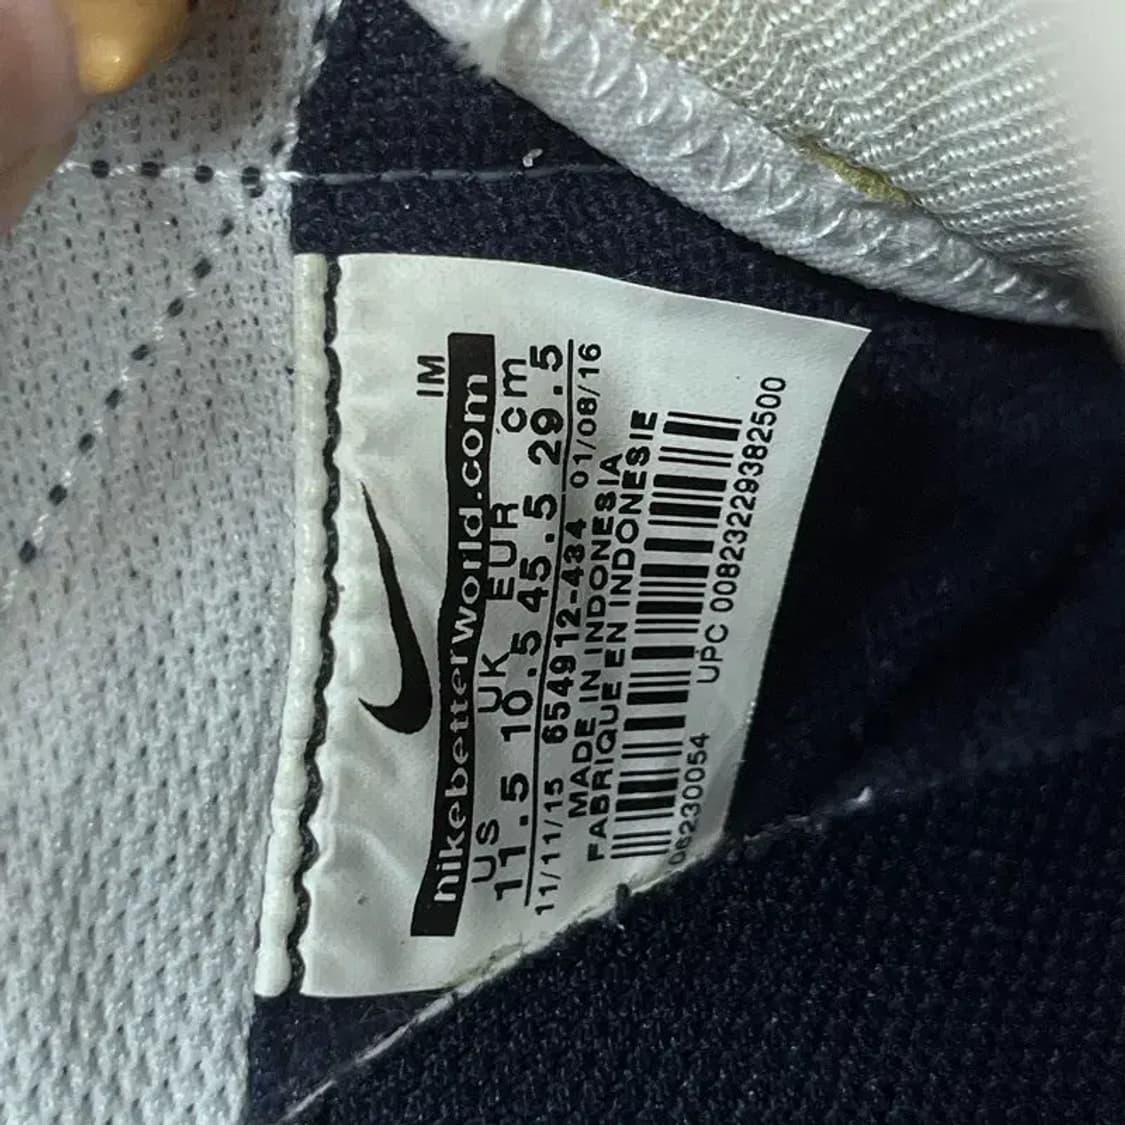 IM
nikebetterworld.com
US UK EUR cm
11.5 10.5 45.5 29.5
11/11/15 654912-434 01/08/16
MADE IN INDONESIA
FABRIQUE EN INDONESIE
06230054 UPC 00823229382500